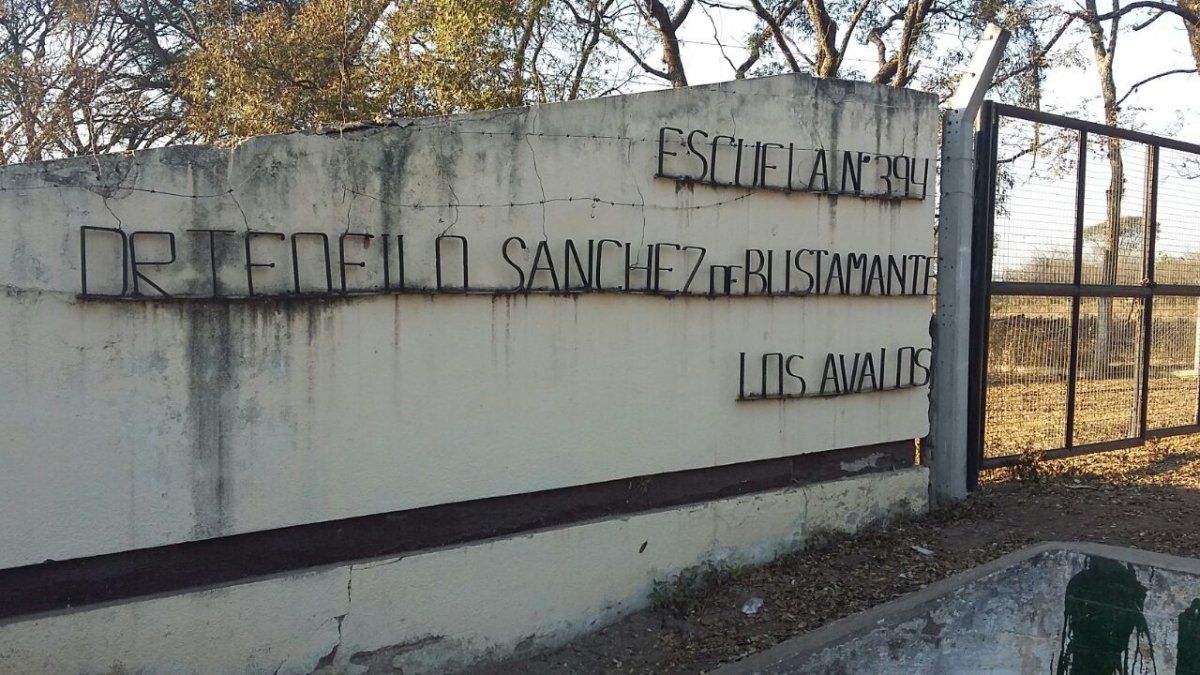 ESCUELA Nº 394
DR TEOFILO SANCHEZ DE BUSTAMANTE
LOS AVALOS